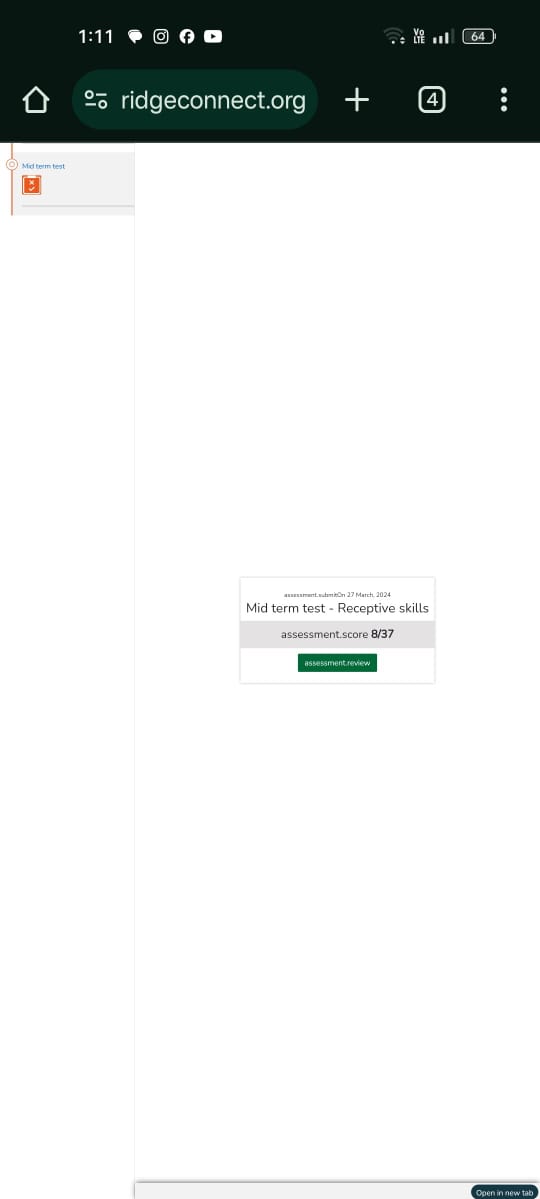 1:11
Vo LTE
64
ridgeconnect.org
4
Mid term test
assessment.submitOn 27 March, 2024
Mid term test - Receptive skills
assessment.score 8/37
assessment.review
Open in new tab